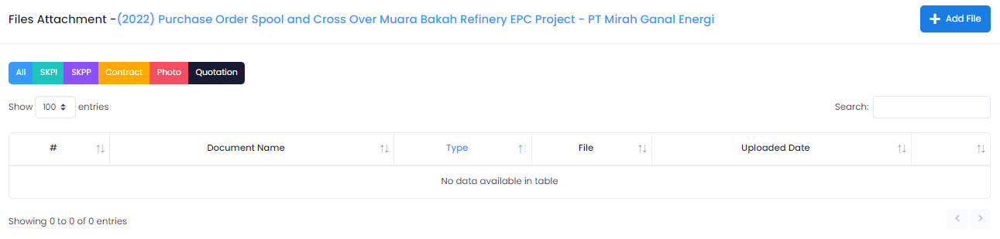 Files Attachment -(2022) Purchase Order Spool and Cross Over Muara Bakah Refinery EPC Project - PT Mirah Ganal Energi
Add File
All SKPI SKPP Contract Photo Quotation
Show 100 entries
Search:
# Document Name Type File Uploaded Date
No data available in table
Showing 0 to 0 of 0 entries